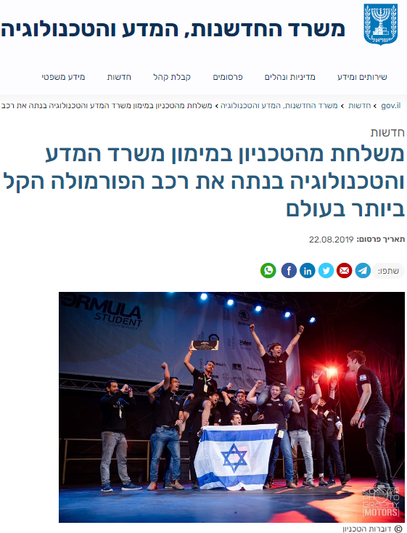 משרד החדשנות, המדע והטכנולוגיה
שירותים ומידע מדיניות ונהלים פרסומים קבלת קהל חדשות מידע משפטי
gov.il › חדשות › משרד החדשנות, המדע והטכנולוגיה › משלחת מהטכניון במימון משרד המדע והטכנולוגיה בנתה את רכב
חדשות
משלחת מהטכניון במימון משרד המדע
והטכנולוגיה בנתה את רכב הפורמולה הקל
ביותר בעולם
תאריך פרסום: 22.08.2019
שתפו:
FORMULA
STUDENT
MOTORS
© דוברות הטכניון